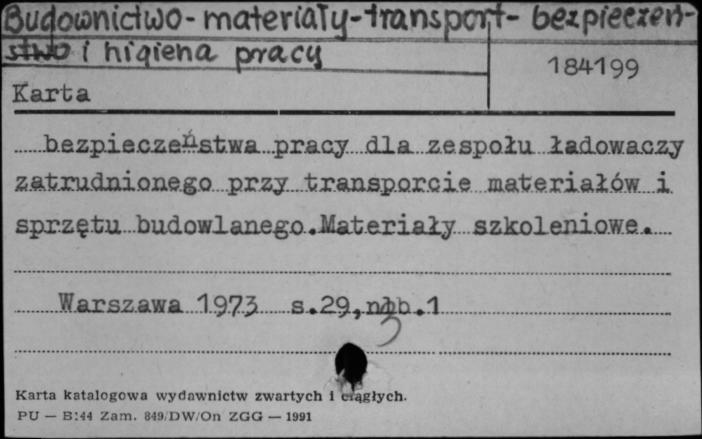 Budownictwo - materiały - transport - bezpieczeń-
stwo i higiena pracy
184199
Karta
bezpieczeństwa pracy dla zespołu ładowaczy
zatrudnionego przy transporcie materiałów i
sprzętu budowlanego.Materiały szkoleniowe.
Warszawa 1973 s.29,nlb.1
3
Karta katalogowa wydawnictw zwartych i ciągłych.
PU — B:44 Zam. 849/DW/On ZGG — 1991